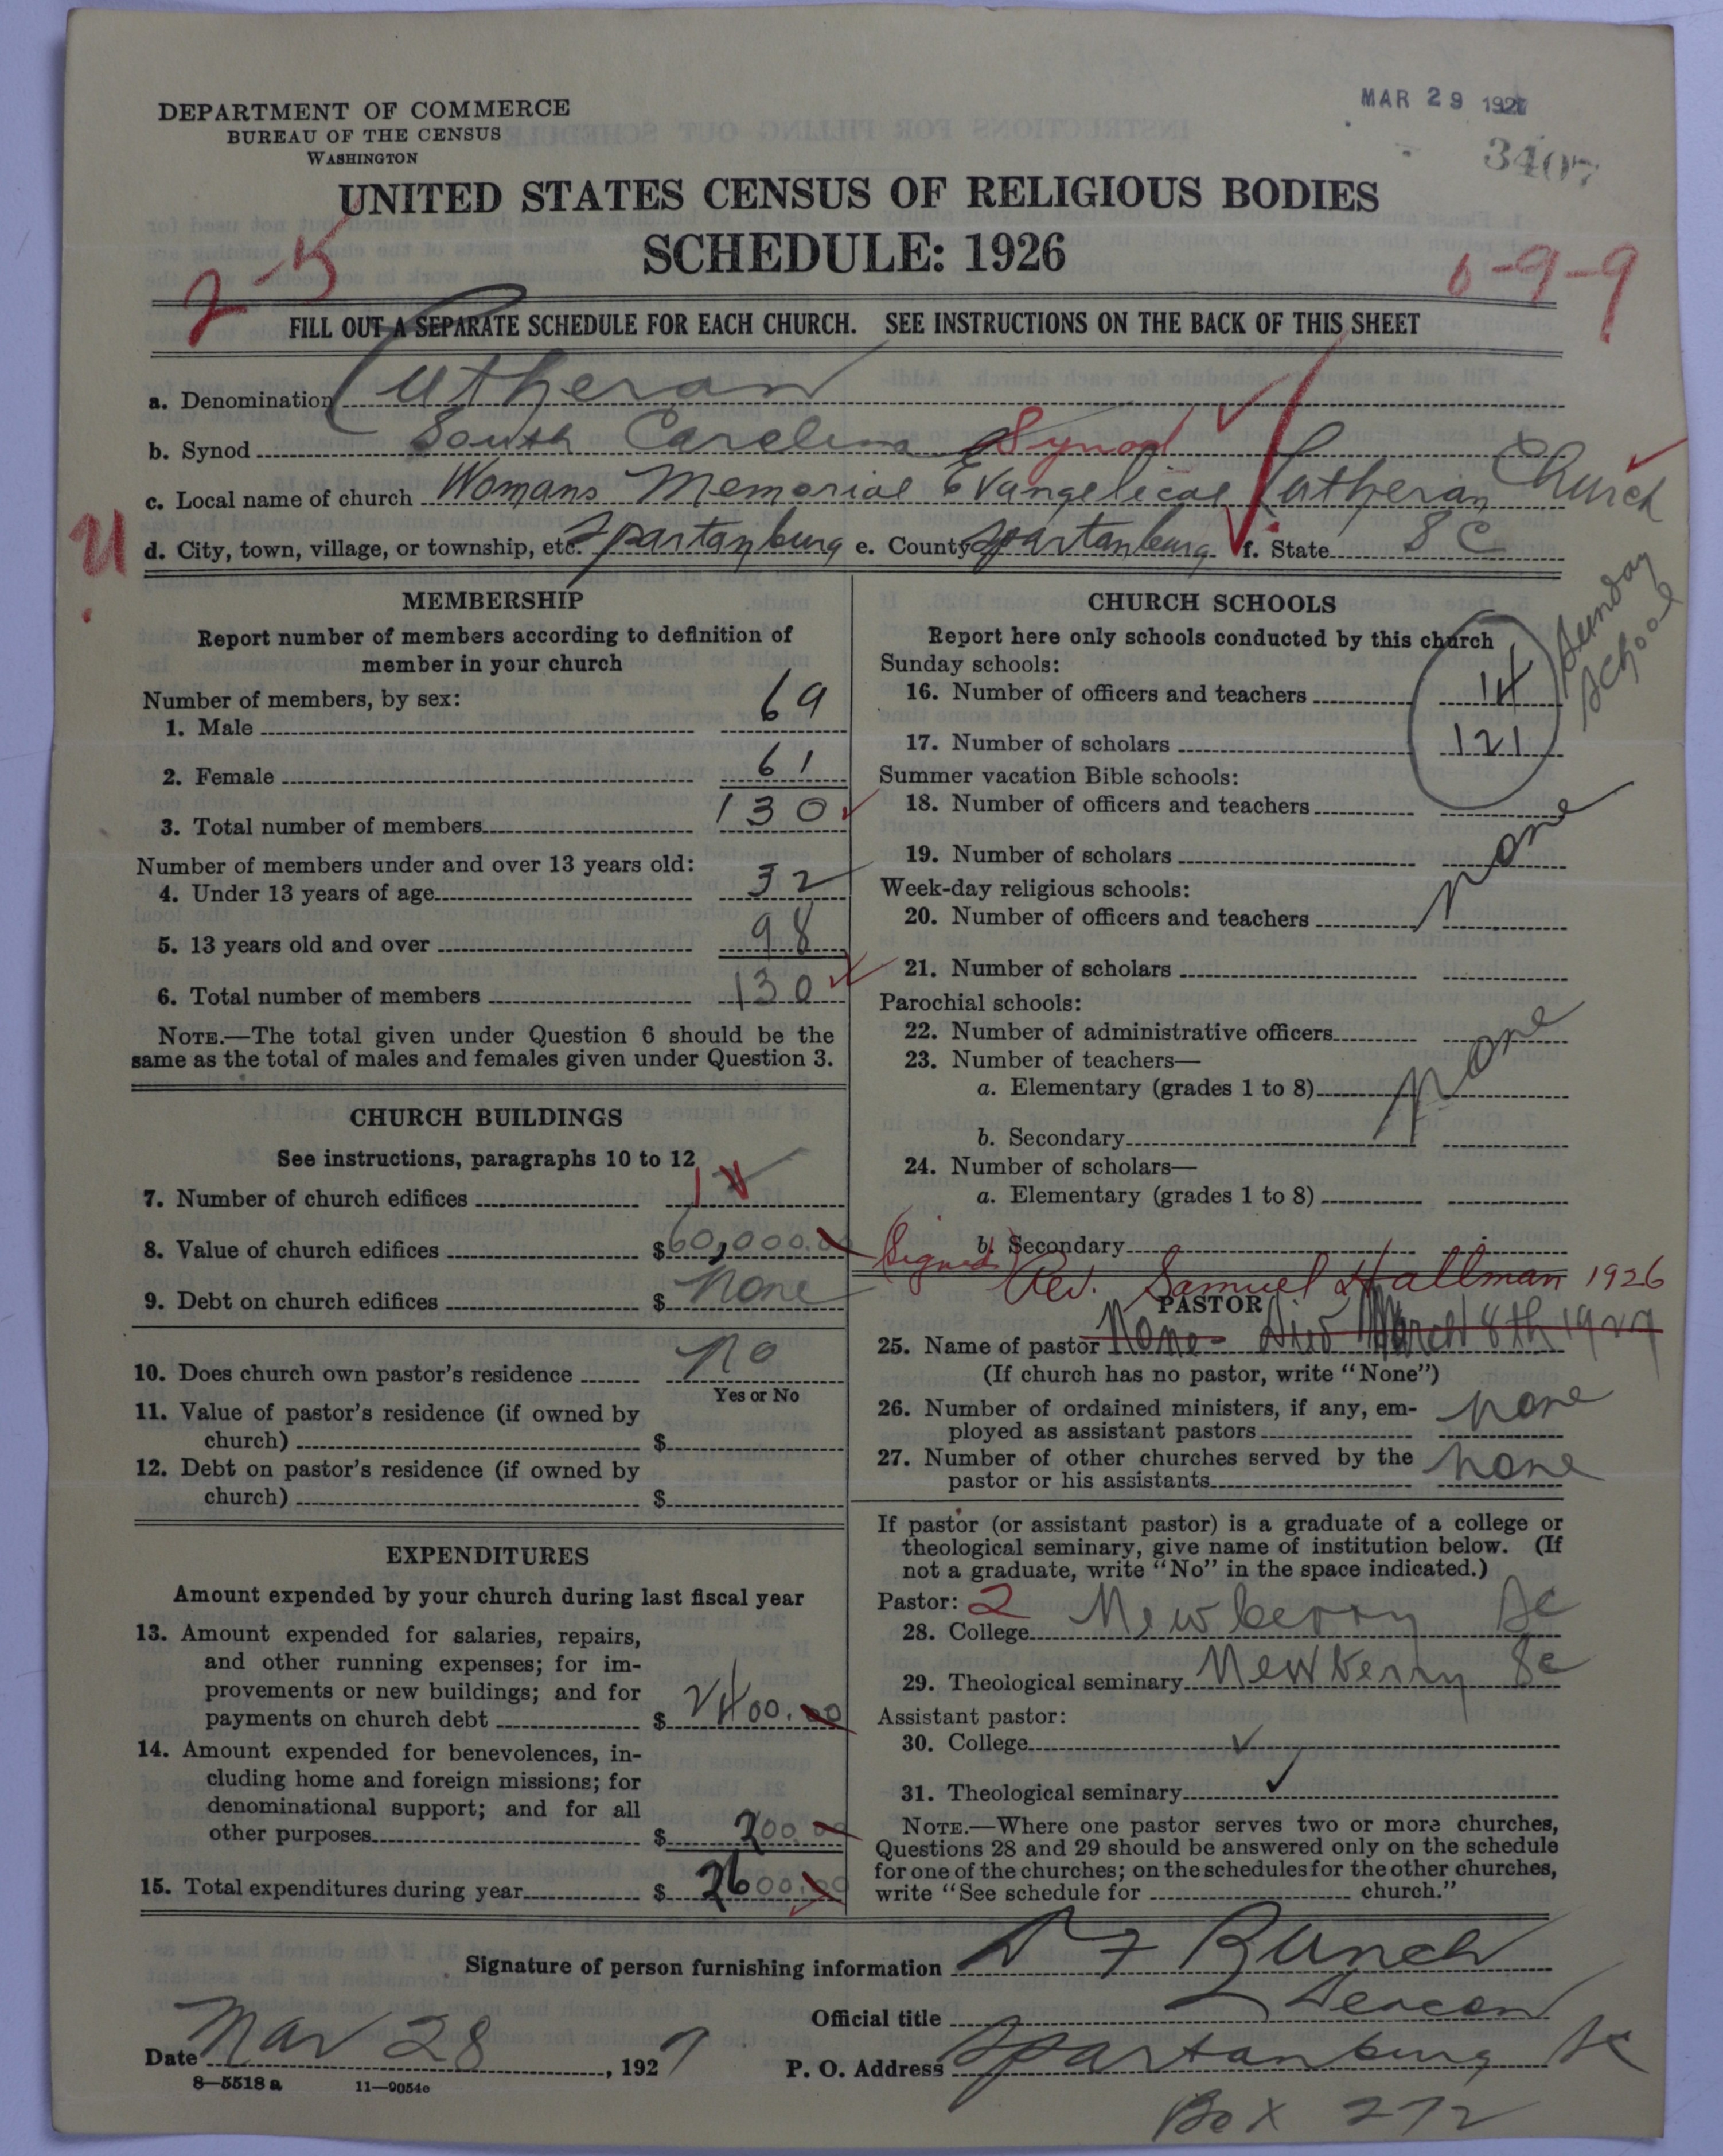 DEPARTMENT OF COMMERCE
BUREAU OF THE CENSUS
WASHINGTON
MAR 29 1927
3407
UNITED STATES CENSUS OF RELIGIOUS BODIES
SCHEDULE: 1926
2-5
6-9-9
FILL OUT A SEPARATE SCHEDULE FOR EACH CHURCH. SEE INSTRUCTIONS ON THE BACK OF THIS SHEET
a. Denomination Lutheran
b. Synod South Carolina Synod
c. Local name of church Womans Memorial Evangelical Lutheran Church
d. City, town, village, or township, etc. Spartanburg e. County Spartanburg f. State S C
MEMBERSHIP
Report number of members according to definition of
member in your church
Number of members, by sex:
1. Male 69
2. Female 61
3. Total number of members 130
Number of members under and over 13 years old:
4. Under 13 years of age 32
5. 13 years old and over 98
6. Total number of members 130
NOTE.—The total given under Question 6 should be the
same as the total of males and females given under Question 3.
CHURCH BUILDINGS
See instructions, paragraphs 10 to 12
7. Number of church edifices 1
8. Value of church edifices $60,000.00
9. Debt on church edifices $ None
10. Does church own pastor's residence No
Yes or No
11. Value of pastor's residence (if owned by
church) $
12. Debt on pastor's residence (if owned by
church) $
EXPENDITURES
Amount expended by your church during last fiscal year
13. Amount expended for salaries, repairs,
and other running expenses; for im-
provements or new buildings; and for
payments on church debt $ 2400.00
14. Amount expended for benevolences, in-
cluding home and foreign missions; for
denominational support; and for all
other purposes $ 200.00
15. Total expenditures during year $ 2600.00
CHURCH SCHOOLS
Report here only schools conducted by this church
Sunday schools:
16. Number of officers and teachers 14
17. Number of scholars 121
Sunday
School
Summer vacation Bible schools:
18. Number of officers and teachers
19. Number of scholars
None
Week-day religious schools:
20. Number of officers and teachers
21. Number of scholars
Parochial schools:
22. Number of administrative officers
23. Number of teachers—
a. Elementary (grades 1 to 8)
None
b. Secondary
24. Number of scholars—
a. Elementary (grades 1 to 8)
b. Secondary
(Signed) Rev. Samuel Hallman 1926
PASTOR
25. Name of pastor None - Died March 8th 1927
(If church has no pastor, write "None")
26. Number of ordained ministers, if any, em-
ployed as assistant pastors none
27. Number of other churches served by the
pastor or his assistants none
If pastor (or assistant pastor) is a graduate of a college or
theological seminary, give name of institution below. (If
not a graduate, write "No" in the space indicated.)
Pastor: 2
28. College Newberry SC
29. Theological seminary Newberry SC
Assistant pastor:
30. College
31. Theological seminary
NOTE.—Where one pastor serves two or more churches,
Questions 28 and 29 should be answered only on the schedule
for one of the churches; on the schedules for the other churches,
write "See schedule for church."
Signature of person furnishing information Bunch
Official title Deacon
Date Mar 28, 1927 P. O. Address Spartanburg SC
8—5518 a 11—9054c
Box 272